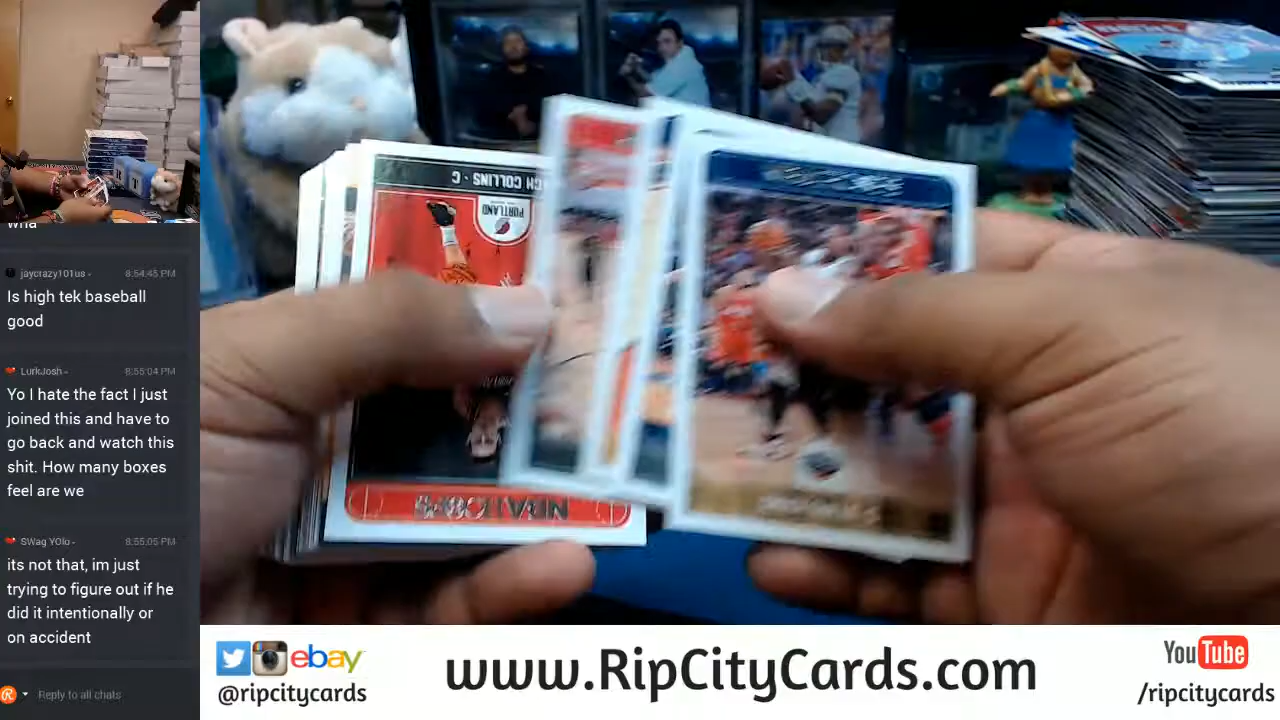 wha
jaycrazy101us - 8:54:45 PM
Is high tek baseball
good
LurkJosh - 8:55:04 PM
Yo I hate the fact I just
joined this and have to
go back and watch this
shit. How many boxes
feel are we
SWag YOlo - 8:55:05 PM
its not that, im just
trying to figure out if he
did it intentionally or
on accident
Reply to all chats
COLLINS · C
PORTLAND
NBA HOOPS
ebay
@ripcitycards
www.RipCityCards.com
YouTube
/ripcitycards